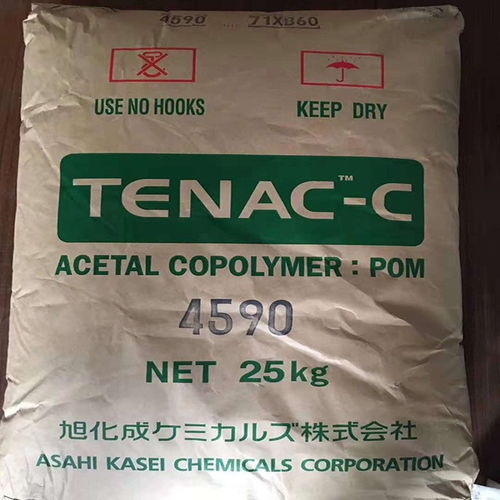 4590 .... 71XB60
USE NO HOOKS KEEP DRY
TENAC™-C
ACETAL COPOLYMER : POM
4590
NET 25kg
旭化成ケミカルズ株式会社
ASAHI KASEI CHEMICALS CORPORATION